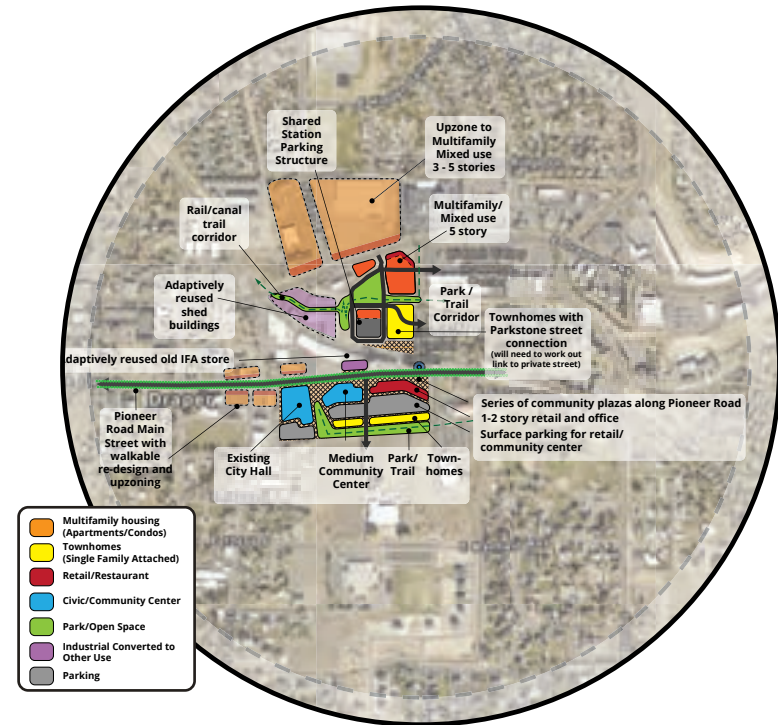 Shared
Station
Parking
Structure
Upzone to
Multifamily
Mixed use
3 - 5 stories
Rail/canal
trail
corridor
Multifamily/
Mixed use
5 story
Adaptively
reused
shed
buildings
Park /
Trail
Corridor
Townhomes with
Parkstone street
connection
(will need to work out
link to private street)
daptively reused old IFA store
Draper
Pioneer
Road Main
Street with
walkable
re-design and
upzoning
Existing
City Hall
Medium
Community
Center
Park/
Trail
Town-
homes
Series of community plazas along Pioneer Road
1-2 story retail and office
Surface parking for retail/
community center
Multifamily housing
(Apartments/Condos)
Townhomes
(Single Family Attached)
Retail/Restaurant
Civic/Community Center
Park/Open Space
Industrial Converted to
Other Use
Parking